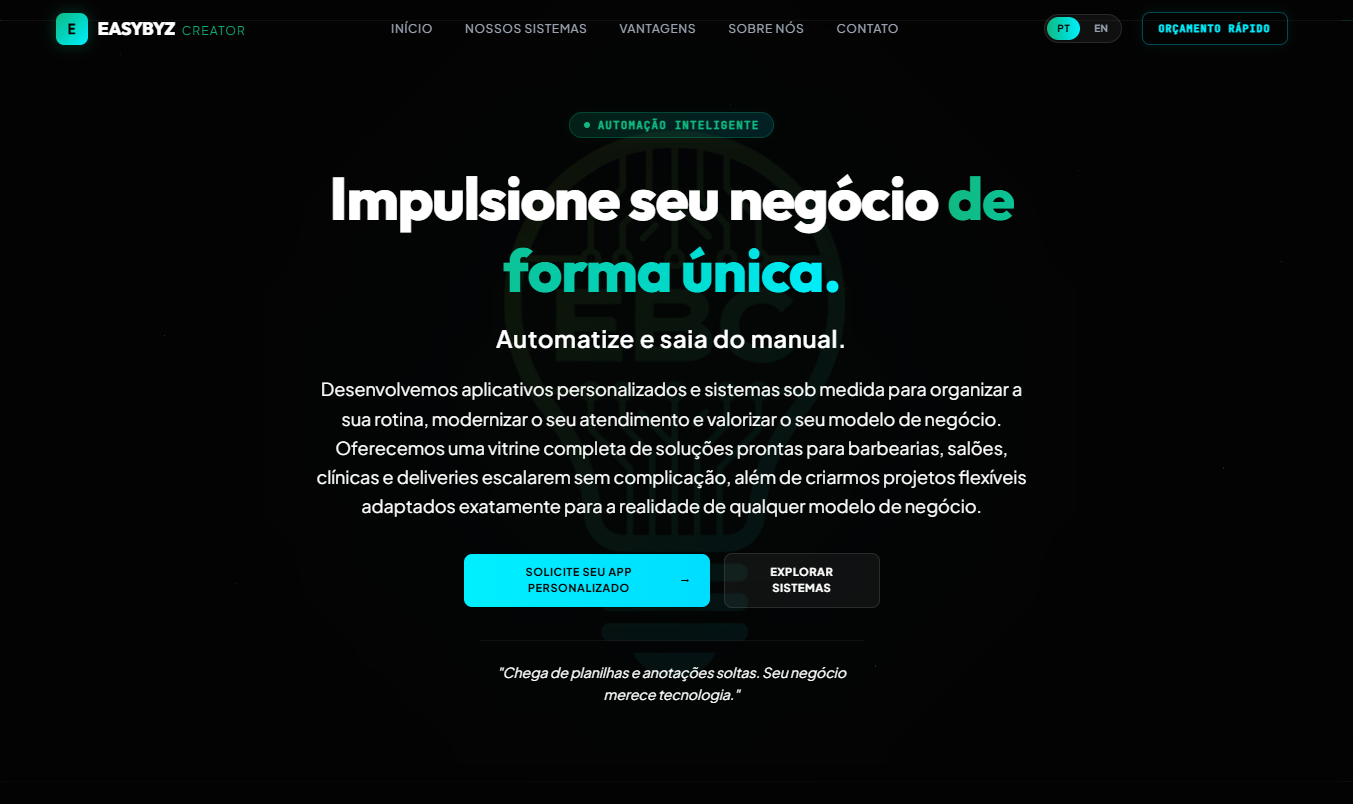 E EASYBYZ CREATOR INÍCIO NOSSOS SISTEMAS VANTAGENS SOBRE NÓS CONTATO PT EN ORÇAMENTO RÁPIDO
AUTOMAÇÃO INTELIGENTE
Impulsione seu negócio de
forma única.
EBC
Automatize e saia do manual.
Desenvolvemos aplicativos personalizados e sistemas sob medida para organizar a
sua rotina, modernizar o seu atendimento e valorizar o seu modelo de negócio.
Oferecemos uma vitrine completa de soluções prontas para barbearias, salões,
clínicas e deliveries escalarem sem complicação, além de criarmos projetos flexíveis
adaptados exatamente para a realidade de qualquer modelo de negócio.
SOLICITE SEU APP
PERSONALIZADO →
EXPLORAR
SISTEMAS
"Chega de planilhas e anotações soltas. Seu negócio
merece tecnologia."